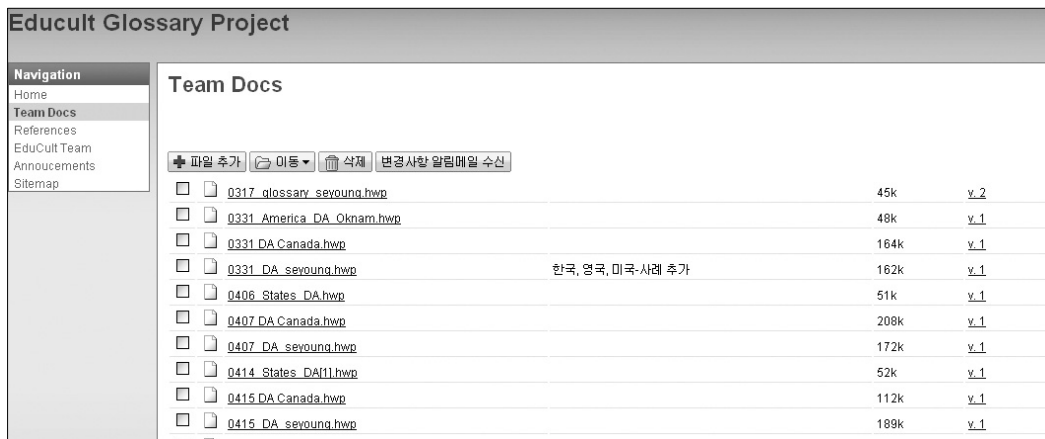 Educult Glossary Project
Navigation
Home
Team Docs
References
EduCult Team
Annoucements
Sitemap
Team Docs
파일 추가 이동 삭제 변경사항 알림메일 수신
0317_glossary_seyoung.hwp 45k v. 2
0331_America_DA_Oknam.hwp 48k v. 1
0331 DA Canada.hwp 164k v. 1
0331_DA_seyoung.hwp 한국, 영국, 미국-사례 추가 162k v. 1
0406_States_DA.hwp 51k v. 1
0407 DA Canada.hwp 208k v. 1
0407_DA_seyoung.hwp 172k v. 1
0414_States_DA[1].hwp 52k v. 1
0415 DA Canada.hwp 112k v. 1
0415_DA_seyoung.hwp 189k v. 1